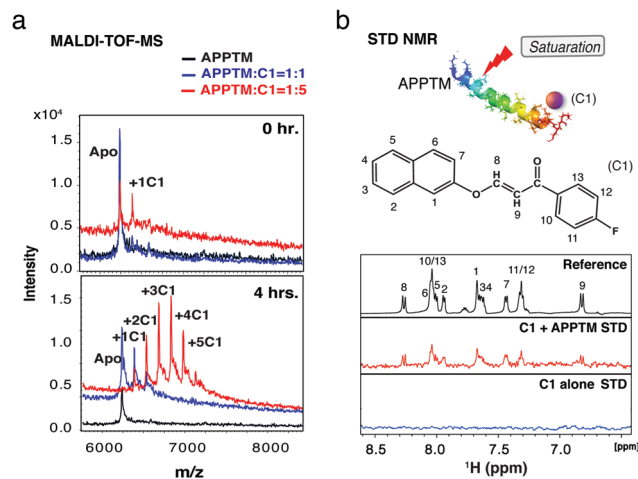 a
MALDI-TOF-MS
APPTM
APPTM:C1=1:1
APPTM:C1=1:5
x10⁴
0 hr.
Apo
+1C1
1.5
1.0
0.5
0.1
Intensity
4 hrs.
+3C1
+2C1
+4C1
+1C1
+5C1
Apo
1.5
1.0
0.5
0.1
6000 7000 8000
m/z
b
STD NMR
Satuaration
APPTM
(C1)
(C1)
5 6 7 8 H O 13 12
4 3 2 1 O H 9 10 11 F
Reference
10/13
8 6 5 2 1 34 7 11/12 9
C1 + APPTM STD
C1 alone STD
8.5 8.0 7.5 7.0 [ppm]
¹H (ppm)